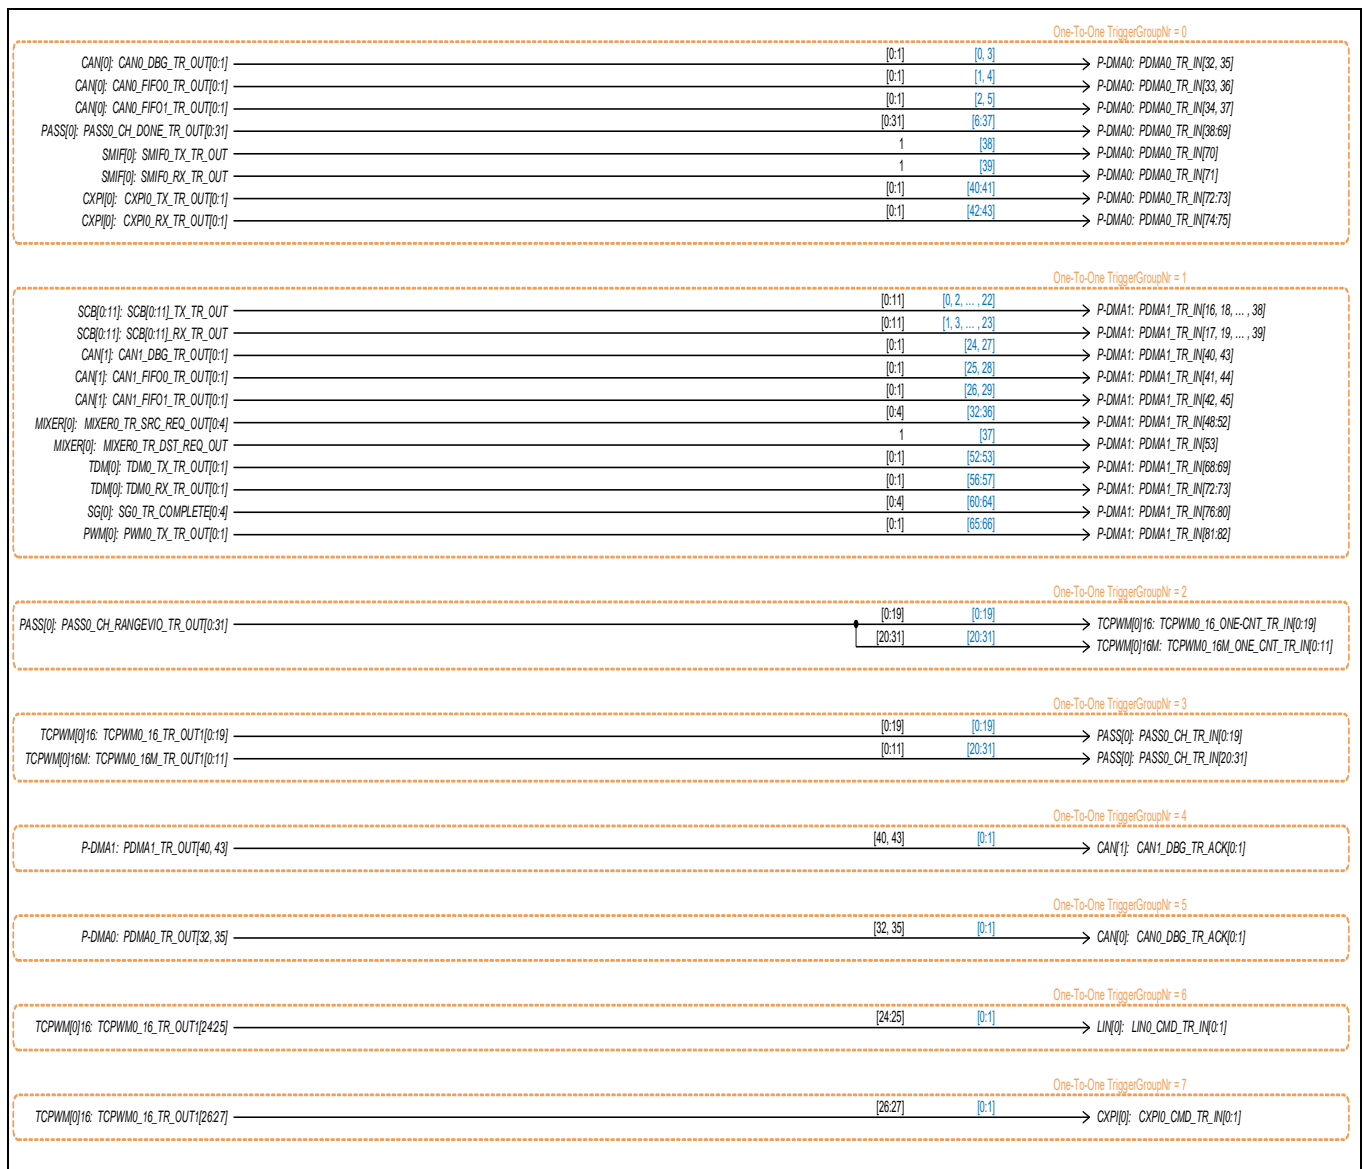 One-To-One TriggerGroupNr = 0
CAN[0]: CAN0_DBG_TR_OUT[0:1] [0:1] [0, 3] P-DMA0: PDMA0_TR_IN[32, 35]
CAN[0]: CAN0_FIFO0_TR_OUT[0:1] [0:1] [1, 4] P-DMA0: PDMA0_TR_IN[33, 36]
CAN[0]: CAN0_FIFO1_TR_OUT[0:1] [0:1] [2, 5] P-DMA0: PDMA0_TR_IN[34, 37]
PASS[0]: PASS0_CH_DONE_TR_OUT[0:31] [0:31] [6:37] P-DMA0: PDMA0_TR_IN[38:69]
SMIF[0]: SMIF0_TX_TR_OUT 1 [38] P-DMA0: PDMA0_TR_IN[70]
SMIF[0]: SMIF0_RX_TR_OUT 1 [39] P-DMA0: PDMA0_TR_IN[71]
CXPI[0]: CXPI0_TX_TR_OUT[0:1] [0:1] [40:41] P-DMA0: PDMA0_TR_IN[72:73]
CXPI[0]: CXPI0_RX_TR_OUT[0:1] [0:1] [42:43] P-DMA0: PDMA0_TR_IN[74:75]
One-To-One TriggerGroupNr = 1
SCB[0:11]: SCB[0:11]_TX_TR_OUT [0:11] [0, 2, ... , 22] P-DMA1: PDMA1_TR_IN[16, 18, ... , 38]
SCB[0:11]: SCB[0:11]_RX_TR_OUT [0:11] [1, 3, ... , 23] P-DMA1: PDMA1_TR_IN[17, 19, ... , 39]
CAN[1]: CAN1_DBG_TR_OUT[0:1] [0:1] [24, 27] P-DMA1: PDMA1_TR_IN[40, 43]
CAN[1]: CAN1_FIFO0_TR_OUT[0:1] [0:1] [25, 28] P-DMA1: PDMA1_TR_IN[41, 44]
CAN[1]: CAN1_FIFO1_TR_OUT[0:1] [0:1] [26, 29] P-DMA1: PDMA1_TR_IN[42, 45]
MIXER[0]: MIXER0_TR_SRC_REQ_OUT[0:4] [0:4] [32:36] P-DMA1: PDMA1_TR_IN[48:52]
MIXER[0]: MIXER0_TR_DST_REQ_OUT 1 [37] P-DMA1: PDMA1_TR_IN[53]
TDM[0]: TDM0_TX_TR_OUT[0:1] [0:1] [52:53] P-DMA1: PDMA1_TR_IN[68:69]
TDM[0]: TDM0_RX_TR_OUT[0:1] [0:1] [56:57] P-DMA1: PDMA1_TR_IN[72:73]
SG[0]: SG0_TR_COMPLETE[0:4] [0:4] [60:64] P-DMA1: PDMA1_TR_IN[76:80]
PWM[0]: PWM0_TX_TR_OUT[0:1] [0:1] [65:66] P-DMA1: PDMA1_TR_IN[81:82]
One-To-One TriggerGroupNr = 2
PASS[0]: PASS0_CH_RANGEVIO_TR_OUT[0:31] [0:19] [0:19] TCPWM[0]16: TCPWM0_16_ONE-CNT_TR_IN[0:19]
[20:31] [20:31] TCPWM[0]16M: TCPWM0_16M_ONE_CNT_TR_IN[0:11]
One-To-One TriggerGroupNr = 3
TCPWM[0]16: TCPWM0_16_TR_OUT1[0:19] [0:19] [0:19] PASS[0]: PASS0_CH_TR_IN[0:19]
TCPWM[0]16M: TCPWM0_16M_TR_OUT1[0:11] [0:11] [20:31] PASS[0]: PASS0_CH_TR_IN[20:31]
One-To-One TriggerGroupNr = 4
P-DMA1: PDMA1_TR_OUT[40, 43] [40, 43] [0:1] CAN[1]: CAN1_DBG_TR_ACK[0:1]
One-To-One TriggerGroupNr = 5
P-DMA0: PDMA0_TR_OUT[32, 35] [32, 35] [0:1] CAN[0]: CAN0_DBG_TR_ACK[0:1]
One-To-One TriggerGroupNr = 6
TCPWM[0]16: TCPWM0_16_TR_OUT1[24:25] [24:25] [0:1] LIN[0]: LIN0_CMD_TR_IN[0:1]
One-To-One TriggerGroupNr = 7
TCPWM[0]16: TCPWM0_16_TR_OUT1[26:27] [26:27] [0:1] CXPI[0]: CXPI0_CMD_TR_IN[0:1]